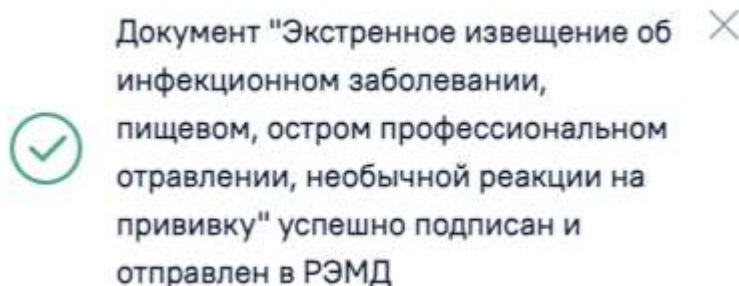 Документ "Экстренное извещение об
инфекционном заболевании,
пищевом, остром профессиональном
отравлении, необычной реакции на
прививку" успешно подписан и
отправлен в РЭМД